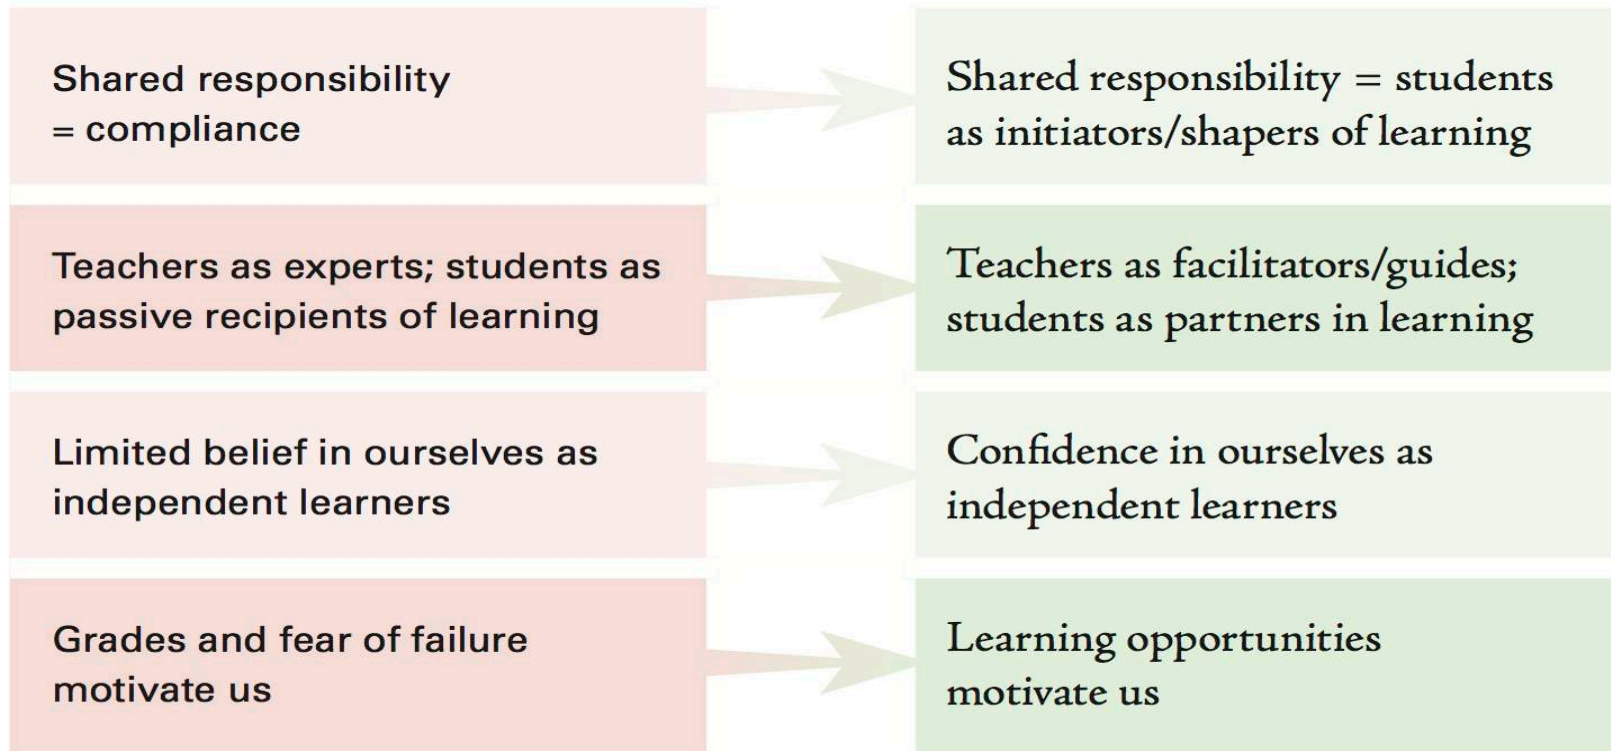 Shared responsibility
= compliance
Shared responsibility = students
as initiators/shapers of learning
Teachers as experts; students as
passive recipients of learning
Teachers as facilitators/guides;
students as partners in learning
Limited belief in ourselves as
independent learners
Confidence in ourselves as
independent learners
Grades and fear of failure
motivate us
Learning opportunities
motivate us